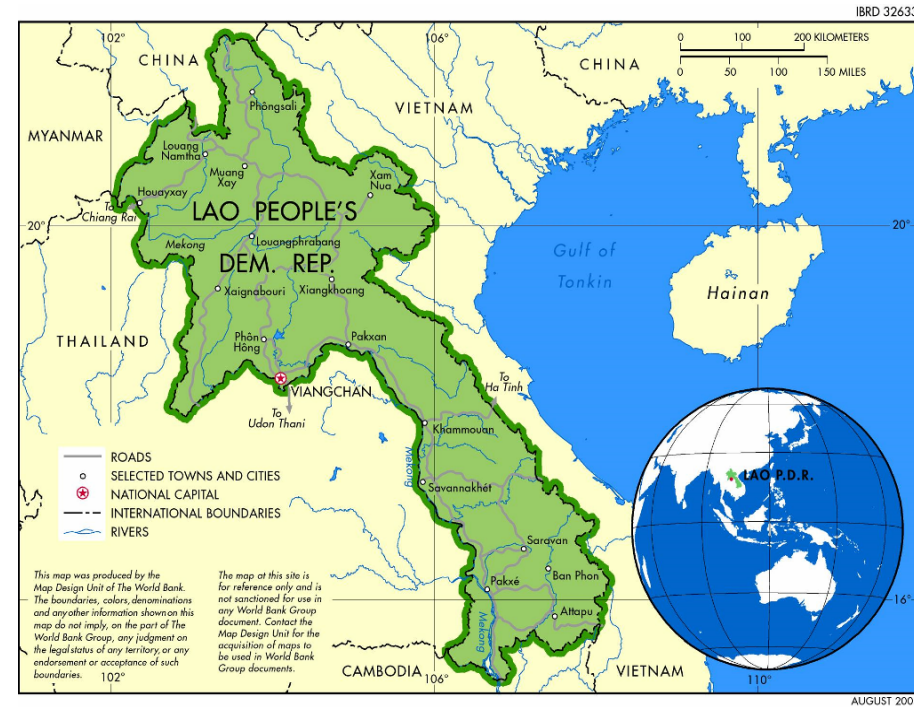 IBRD 32633
102°
106°
0 100 200 KILOMETERS
0 50 100 150 MILES
CHINA
CHINA
VIETNAM
MYANMAR
Phôngsali
Louang
Namtha
Muang
Xay
Xam
Nua
Houayxay
To
Chiang Rai
LAO PEOPLE'S
20°
20°
Mekong
Louangphrabang
DEM. REP.
Gulf of
Tonkin
Xaignabouri
Xiangkhoang
Hainan
THAILAND
Phôn
Hông
Pakxan
VIANGCHAN
To
Ha Tinh
To
Udon Thani
Khammouan
Mekong
Savannakhét
ROADS
SELECTED TOWNS AND CITIES
NATIONAL CAPITAL
INTERNATIONAL BOUNDARIES
RIVERS
LAO P.D.R.
Saravan
Ban Phon
Pakxé
Attapu
16°
Mekong
This map was produced by the
Map Design Unit of The World Bank.
The boundaries, colors, denominations
and any other information shown on this
map do not imply, on the part of The
World Bank Group, any judgment on
the legal status of any territory, or any
endorsement or acceptance of such
boundaries.
The map at this site is
for reference only and is
not sanctioned for use in
any World Bank Group
document. Contact the
Map Design Unit for the
acquisition of maps to
be used in World Bank
Group documents.
CAMBODIA
VIETNAM
102°
106°
110°
AUGUST 200